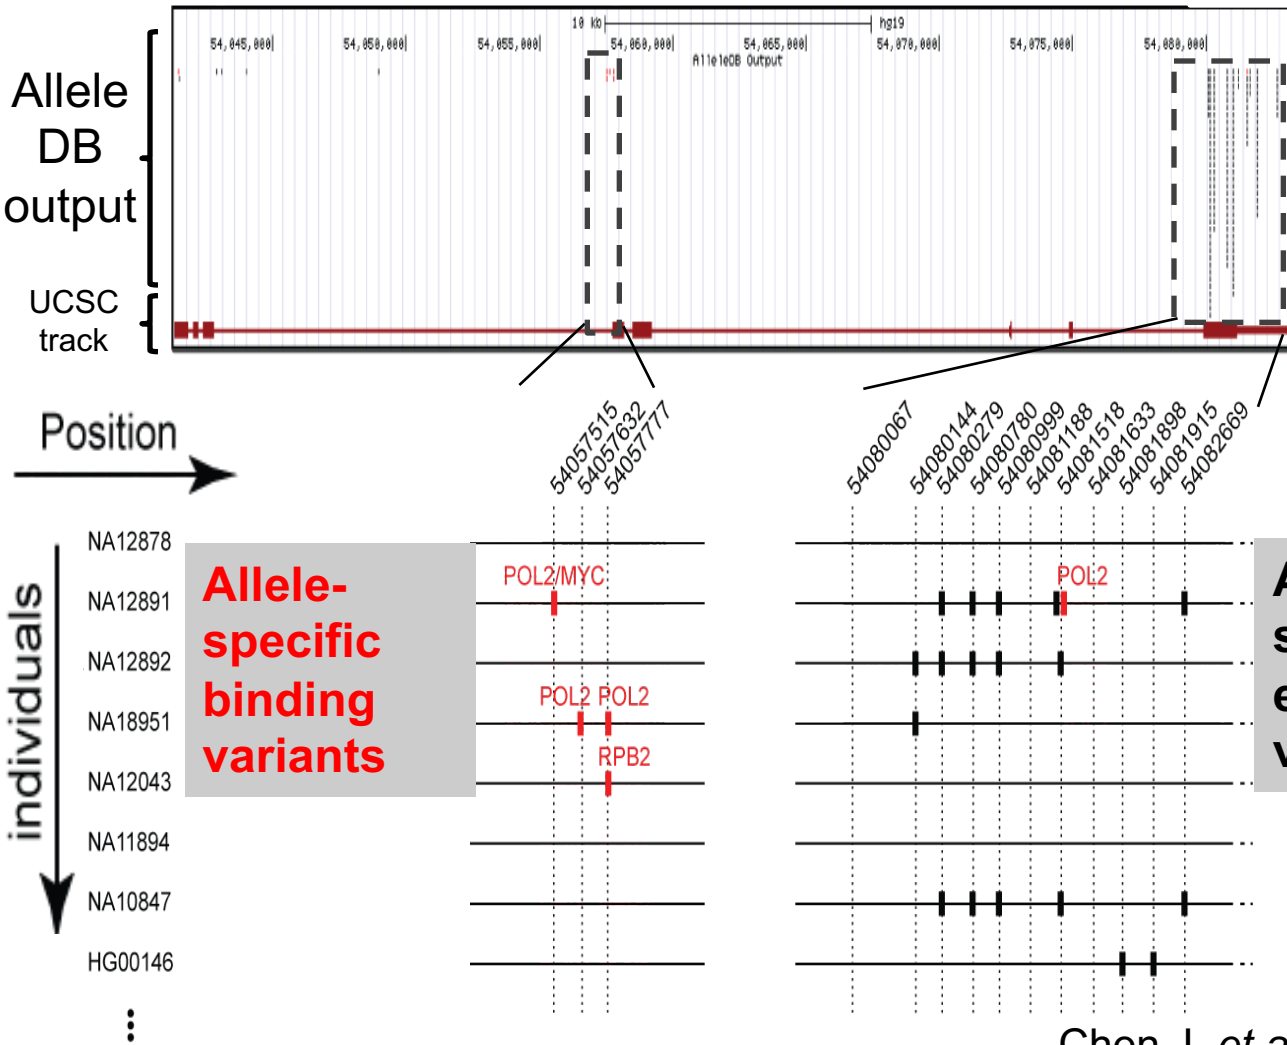 10 kb hg19
54,045,000 54,050,000 54,055,000 54,060,000 54,065,000 54,070,000 54,075,000 54,080,000
AlleleDB Output
Allele
DB
output
UCSC
track
Position
54057515
54057632
54057777
54080067
54080144
54080279
54080780
54080999
54081188
54081518
54081633
54081898
54081915
54082669
individuals
NA12878
POL2/MYC POL2
NA12891
NA12892
POL2 POL2
NA18951
RPB2
NA12043
NA11894
NA10847
HG00146
Allele-
specific
binding
variants
A
s
e
v
Chen J. et a